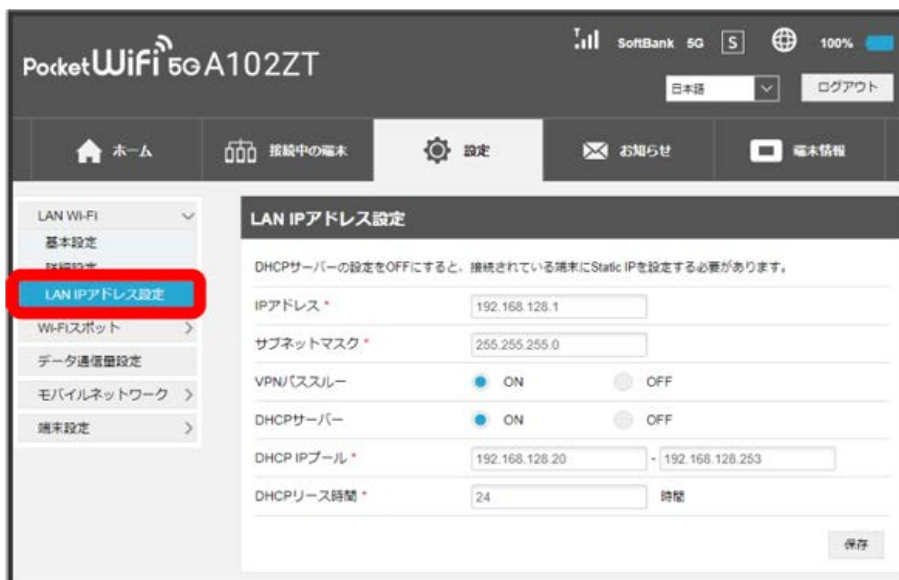 Pocket WiFi 5G A102ZT
SoftBank 5G S 100%
日本語 ログアウト
ホーム 接続中の端末 設定 お知らせ 端末情報
LAN Wi-Fi
基本設定
詳細設定
LAN IPアドレス設定
Wi-Fiスポット
データ通信量設定
モバイルネットワーク
端末設定
LAN IPアドレス設定
DHCPサーバーの設定をOFFにすると、接続されている端末にStatic IPを設定する必要があります。
IPアドレス * 192.168.128.1
サブネットマスク * 255.255.255.0
VPNパススルー ON OFF
DHCPサーバー ON OFF
DHCP IPプール * 192.168.128.20 - 192.168.128.253
DHCPリース時間 * 24 時間
保存